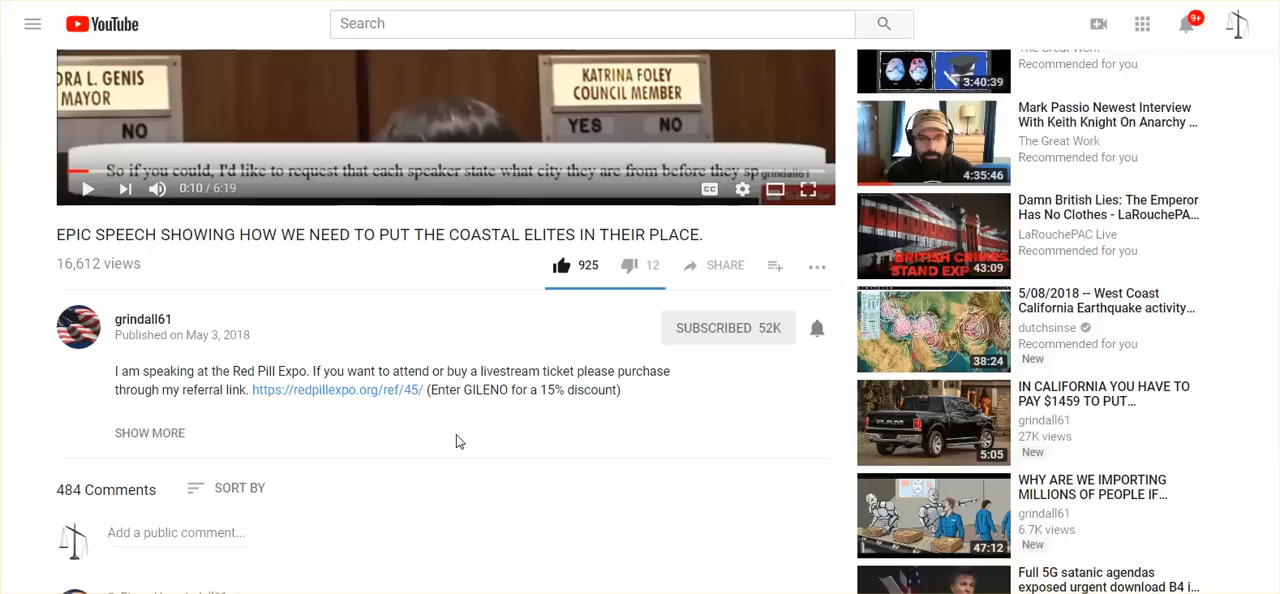 YouTube
Search
9+
DRA L. GENIS
MAYOR
NO
KATRINA FOLEY
COUNCIL MEMBER
YES NO
So if you could, I'd like to request that each speaker state what city they are from before they sp
grindall61
0:10 / 6:19
CC
EPIC SPEECH SHOWING HOW WE NEED TO PUT THE COASTAL ELITES IN THEIR PLACE.
16,612 views
925
12
SHARE
grindall61
Published on May 3, 2018
SUBSCRIBED 52K
I am speaking at the Red Pill Expo. If you want to attend or buy a livestream ticket please purchase
through my referral link. https://redpillexpo.org/ref/45/ (Enter GILENO for a 15% discount)
SHOW MORE
484 Comments
SORT BY
Add a public comment...
The Great Work
Recommended for you
3:40:39
Mark Passio Newest Interview
With Keith Knight On Anarchy ...
The Great Work
Recommended for you
4:35:46
Damn British Lies: The Emperor
Has No Clothes - LaRouchePA...
LaRouchePAC Live
Recommended for you
BRITISH CRIMES
STAND EXP
43:09
5/08/2018 -- West Coast
California Earthquake activity...
dutchsinse
Recommended for you
New
38:24
IN CALIFORNIA YOU HAVE TO
PAY $1459 TO PUT...
grindall61
27K views
New
5:05
WHY ARE WE IMPORTING
MILLIONS OF PEOPLE IF...
grindall61
6.7K views
New
47:12
Full 5G satanic agendas
exposed urgent download B4 i...